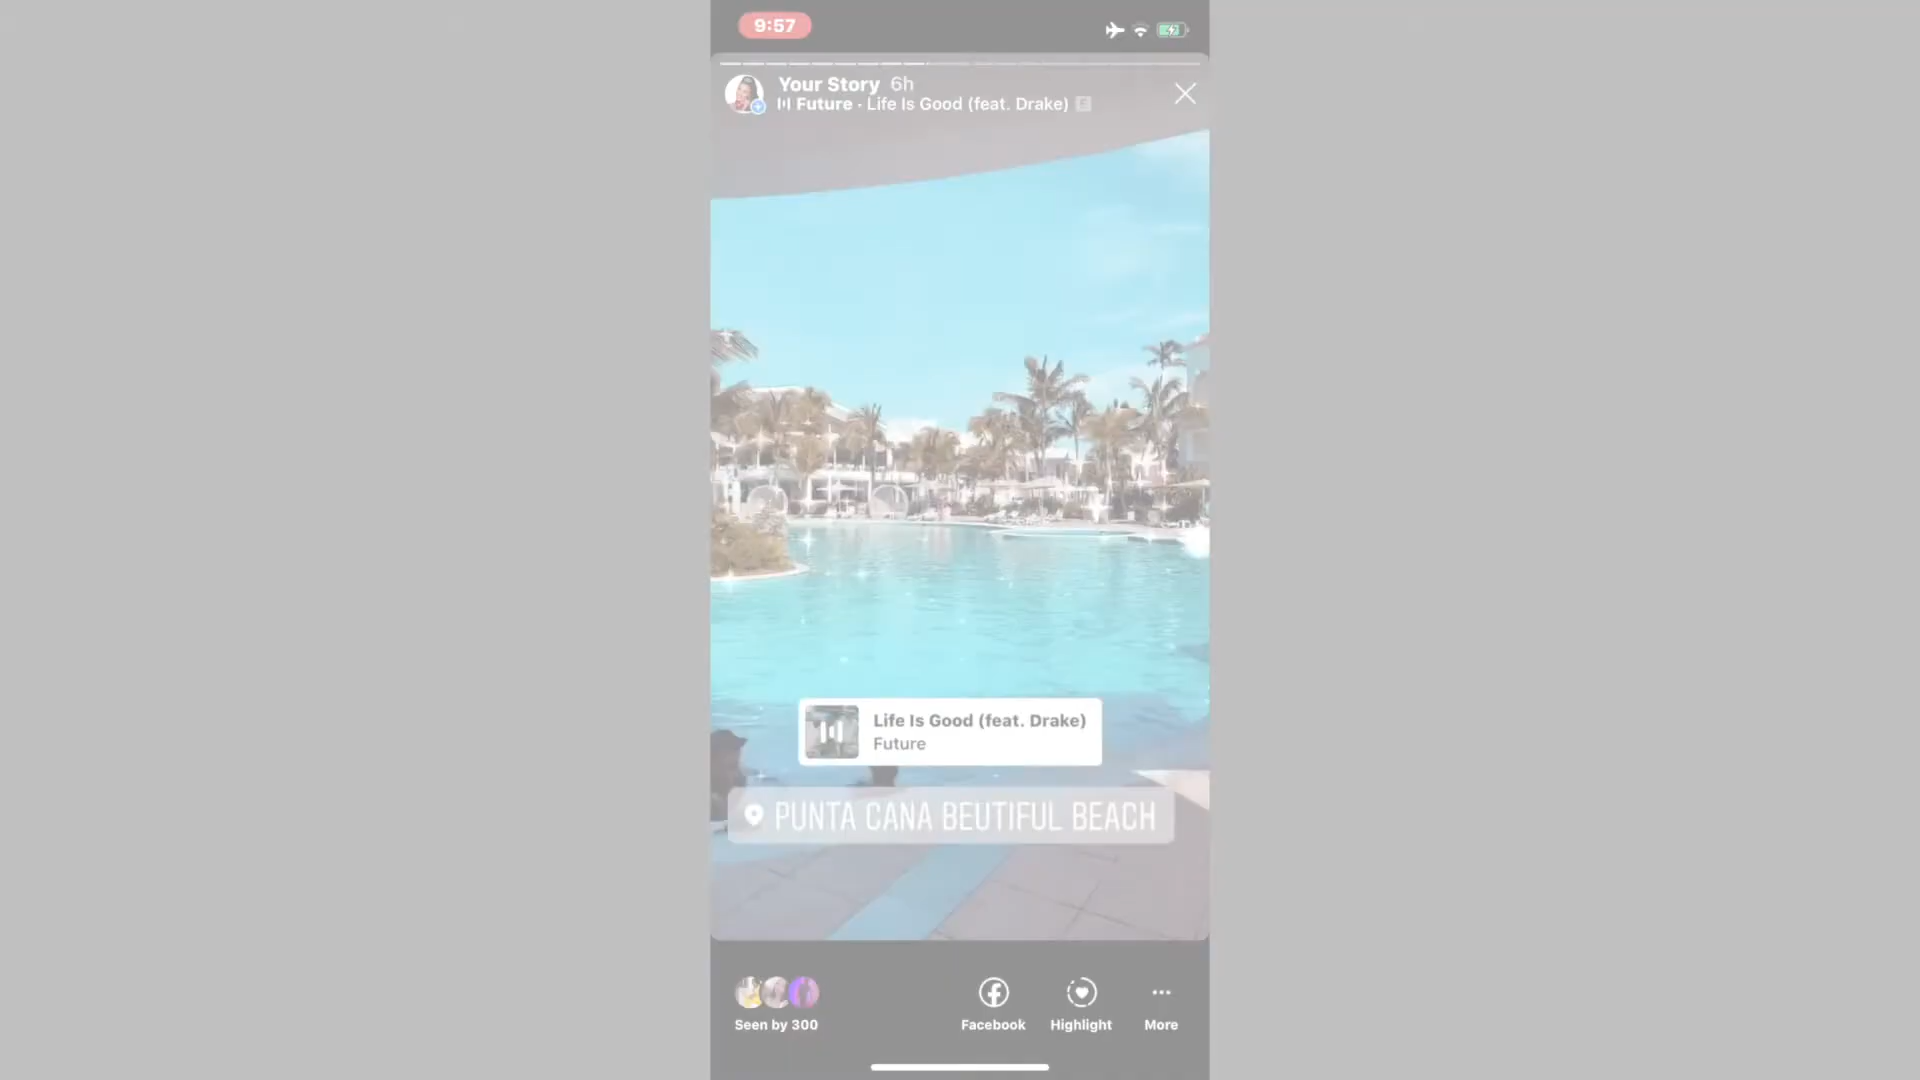 9:57
Your Story 6h
Future · Life Is Good (feat. Drake) E
Life Is Good (feat. Drake)
Future
PUNTA CANA BEUTIFUL BEACH
Seen by 300
Facebook
Highlight
More